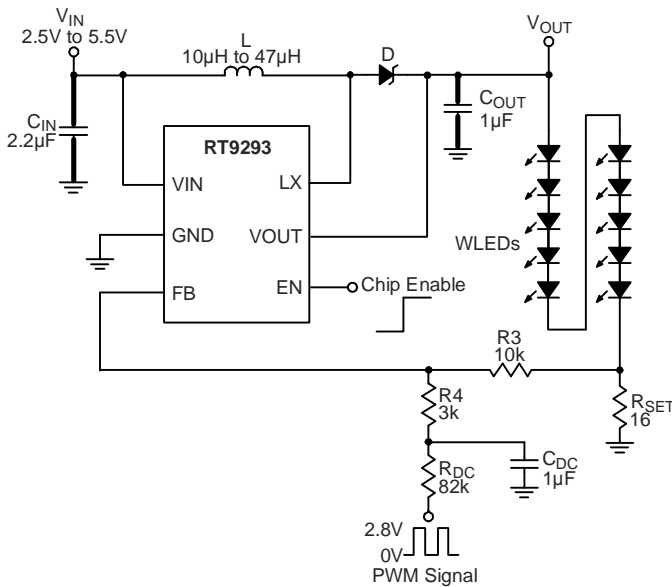 VIN
2.5V to 5.5V
L
10µH to 47µH
D
VOUT
CIN
2.2µF
COUT
1µF
RT9293
VIN
LX
GND
VOUT
WLEDs
FB
EN
Chip Enable
R3
10k
R4
3k
RSET
16
RDC
82k
CDC
1µF
2.8V
0V
PWM Signal